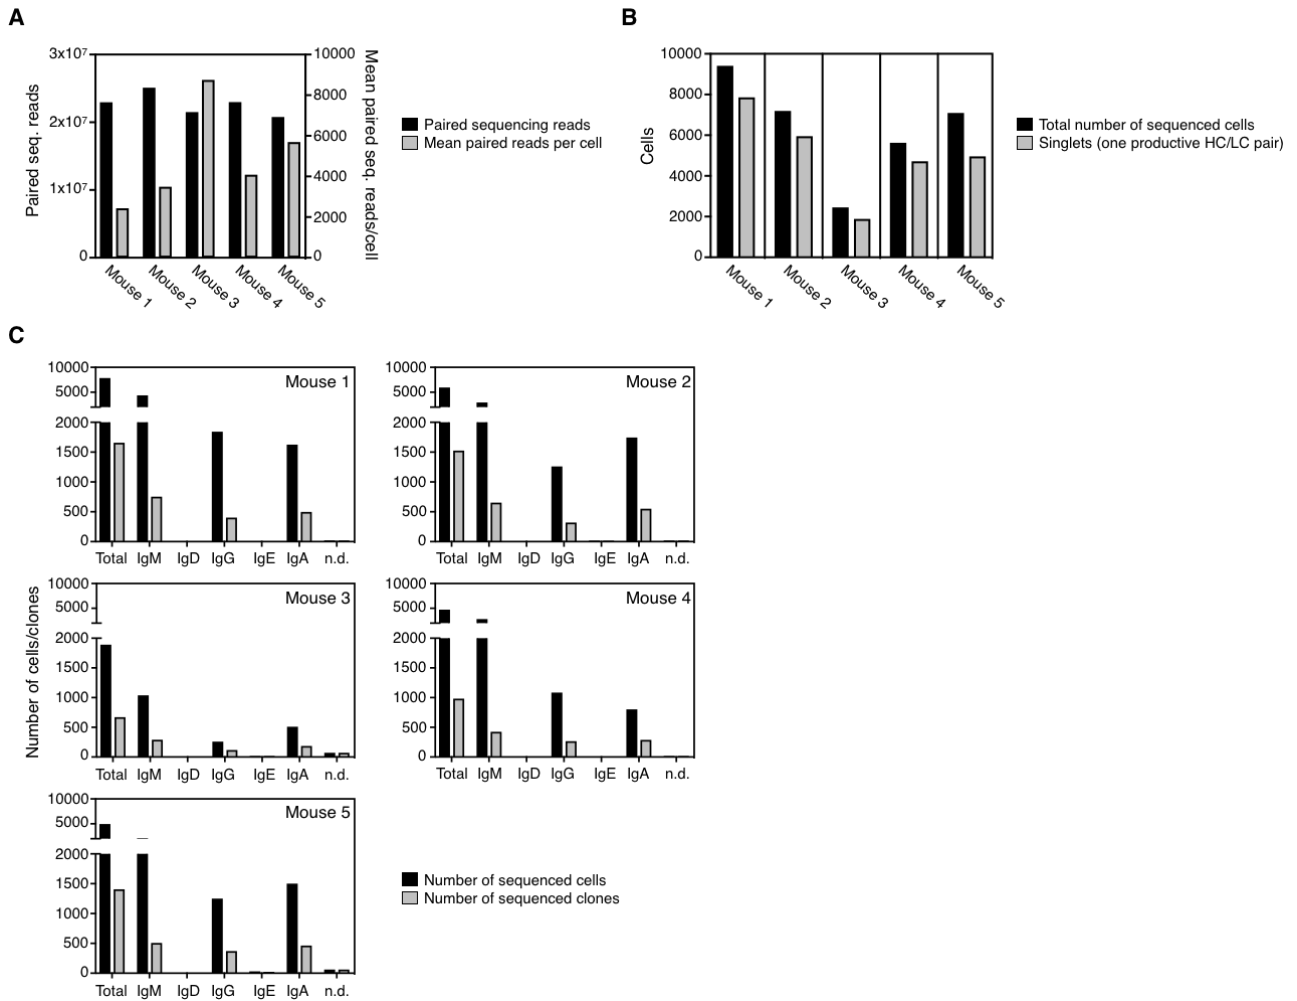 A
3x10⁷
2x10⁷
1x10⁷
0
Paired seq. reads
10000
8000
6000
4000
2000
0
Mean paired seq. reads/cell
Mouse 1
Mouse 2
Mouse 3
Mouse 4
Mouse 5
Paired sequencing reads
Mean paired reads per cell
B
10000
8000
6000
4000
2000
0
Cells
Mouse 1
Mouse 2
Mouse 3
Mouse 4
Mouse 5
Total number of sequenced cells
Singlets (one productive HC/LC pair)
C
Number of cells/clones
Mouse 1
10000
5000
2000
1500
1000
500
0
Total IgM IgD IgG IgE IgA n.d.
Mouse 2
10000
5000
2000
1500
1000
500
0
Total IgM IgD IgG IgE IgA n.d.
Mouse 3
10000
5000
2000
1500
1000
500
0
Total IgM IgD IgG IgE IgA n.d.
Mouse 4
10000
5000
2000
1500
1000
500
0
Total IgM IgD IgG IgE IgA n.d.
Mouse 5
10000
5000
2000
1500
1000
500
0
Total IgM IgD IgG IgE IgA n.d.
Number of sequenced cells
Number of sequenced clones